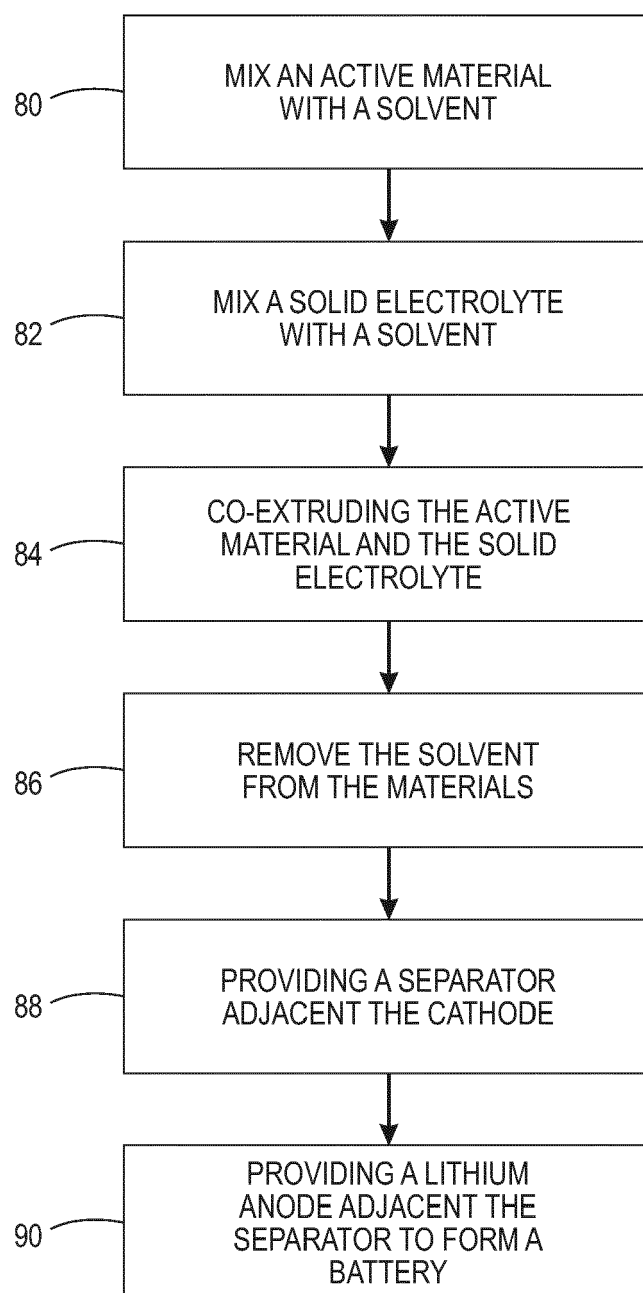 80
MIX AN ACTIVE MATERIAL
WITH A SOLVENT
82
MIX A SOLID ELECTROLYTE
WITH A SOLVENT
84
CO-EXTRUDING THE ACTIVE
MATERIAL AND THE SOLID
ELECTROLYTE
86
REMOVE THE SOLVENT
FROM THE MATERIALS
88
PROVIDING A SEPARATOR
ADJACENT THE CATHODE
90
PROVIDING A LITHIUM
ANODE ADJACENT THE
SEPARATOR TO FORM A
BATTERY